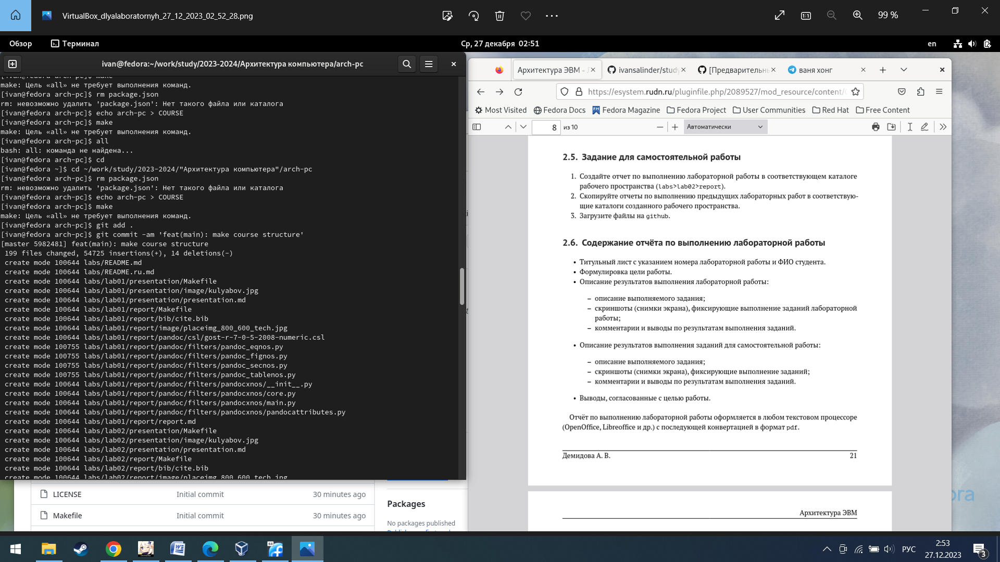 VirtualBox_dlyalaboratornyh_27_12_2023_02_52_28.png
99 %
Обзор
Терминал
Ср, 27 декабря 02:51
en
ivan@fedora:~/work/study/2023-2024/Архитектура компьютера/arch-pc
[ivan@fedora arch-pc]$ make
make: Цель «all» не требует выполнения команд.
[ivan@fedora arch-pc]$ rm package.json
rm: невозможно удалить 'package.json': Нет такого файла или каталога
[ivan@fedora arch-pc]$ echo arch-pc > COURSE
[ivan@fedora arch-pc]$ make
make: Цель «all» не требует выполнения команд.
[ivan@fedora arch-pc]$ all
bash: all: команда не найдена...
[ivan@fedora arch-pc]$ cd
[ivan@fedora ~]$ cd ~/work/study/2023-2024/"Архитектура компьютера"/arch-pc
[ivan@fedora arch-pc]$ rm package.json
rm: невозможно удалить 'package.json': Нет такого файла или каталога
[ivan@fedora arch-pc]$ echo arch-pc > COURSE
[ivan@fedora arch-pc]$ make
make: Цель «all» не требует выполнения команд.
[ivan@fedora arch-pc]$ git add .
[ivan@fedora arch-pc]$ git commit -am 'feat(main): make course structure'
[master 5982481] feat(main): make course structure
199 files changed, 54725 insertions(+), 14 deletions(-)
create mode 100644 labs/README.md
create mode 100644 labs/README.ru.md
create mode 100644 labs/lab01/presentation/Makefile
create mode 100644 labs/lab01/presentation/image/kulyabov.jpg
create mode 100644 labs/lab01/presentation/presentation.md
create mode 100644 labs/lab01/report/Makefile
create mode 100644 labs/lab01/report/bib/cite.bib
create mode 100644 labs/lab01/report/image/placeimg_800_600_tech.jpg
create mode 100644 labs/lab01/report/pandoc/csl/gost-r-7-0-5-2008-numeric.csl
create mode 100755 labs/lab01/report/pandoc/filters/pandoc_eqnos.py
create mode 100755 labs/lab01/report/pandoc/filters/pandoc_fignos.py
create mode 100755 labs/lab01/report/pandoc/filters/pandoc_secnos.py
create mode 100755 labs/lab01/report/pandoc/filters/pandoc_tablenos.py
create mode 100644 labs/lab01/report/pandoc/filters/pandocxnos/__init__.py
create mode 100644 labs/lab01/report/pandoc/filters/pandocxnos/core.py
create mode 100644 labs/lab01/report/pandoc/filters/pandocxnos/main.py
create mode 100644 labs/lab01/report/pandoc/filters/pandocxnos/pandocattributes.py
create mode 100644 labs/lab01/report/report.md
create mode 100644 labs/lab02/presentation/Makefile
create mode 100644 labs/lab02/presentation/image/kulyabov.jpg
create mode 100644 labs/lab02/presentation/presentation.md
create mode 100644 labs/lab02/report/Makefile
create mode 100644 labs/lab02/report/bib/cite.bib
create mode 100644 labs/lab02/report/image/placeimg_800_600_tech.jpg
LICENSE Initial commit 30 minutes ago
Makefile Initial commit 30 minutes ago
Packages
No packages published
Архитектура ЭВМ - Л
ivansalinder/study
[Предварительн
ваня хонг
https://esystem.rudn.ru/pluginfile.php/2089527/mod_resource/content/
Most Visited
Fedora Docs
Fedora Magazine
Fedora Project
User Communities
Red Hat
Free Content
8 из 10
Автоматически
2.5. Задание для самостоятельной работы
1. Создайте отчет по выполнению лабораторной работы в соответствующем каталоге
рабочего пространства (labs>lab02>report).
2. Скопируйте отчеты по выполнению предыдущих лабораторных работ в соответствую-
щие каталоги созданного рабочего пространства.
3. Загрузите файлы на github.
2.6. Содержание отчёта по выполнению лабораторной работы
• Титульный лист с указанием номера лабораторной работы и ФИО студента.
• Формулировка цели работы.
• Описание результатов выполнения лабораторной работы:
– описание выполняемого задания;
– скриншоты (снимки экрана), фиксирующие выполнение заданий лабораторной
работы;
– комментарии и выводы по результатам выполнения заданий.
• Описание результатов выполнения заданий для самостоятельной работы:
– описание выполняемого задания;
– скриншоты (снимки экрана), фиксирующие выполнение заданий;
– комментарии и выводы по результатам выполнения заданий.
• Выводы, согласованные с целью работы.
Отчёт по выполнению лабораторной работы оформляется в любом текстовом процессоре
(OpenOffice, Libreoffice и др.) с последующей конвертацией в формат pdf.
Демидова А. В. 21
Архитектура ЭВМ
ora
64
РУС
2:53
27.12.2023
3